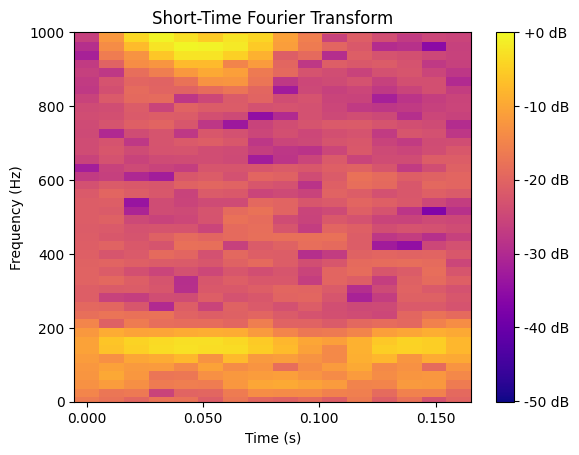 Short-Time Fourier Transform
1000
800
600
400
200
0
Frequency (Hz)
0.000
0.050
0.100
0.150
Time (s)
+0 dB
-10 dB
-20 dB
-30 dB
-40 dB
-50 dB